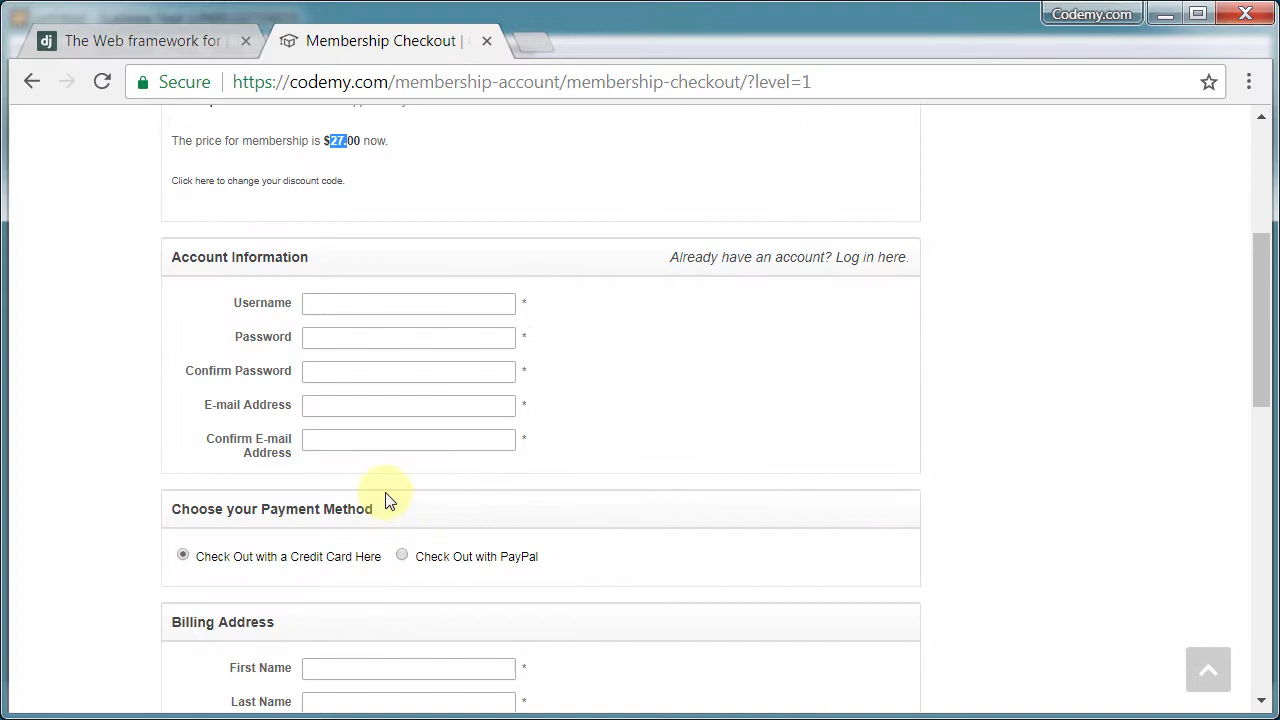 Codemy.com
The Web framework for
Membership Checkout |
Secure https://codemy.com/membership-account/membership-checkout/?level=1
The price for membership is $27.00 now.
Click here to change your discount code.
Account Information
Already have an account? Log in here.
Username *
Password *
Confirm Password *
E-mail Address *
Confirm E-mail *
Address
Choose your Payment Method
Check Out with a Credit Card Here Check Out with PayPal
Billing Address
First Name *
Last Name *